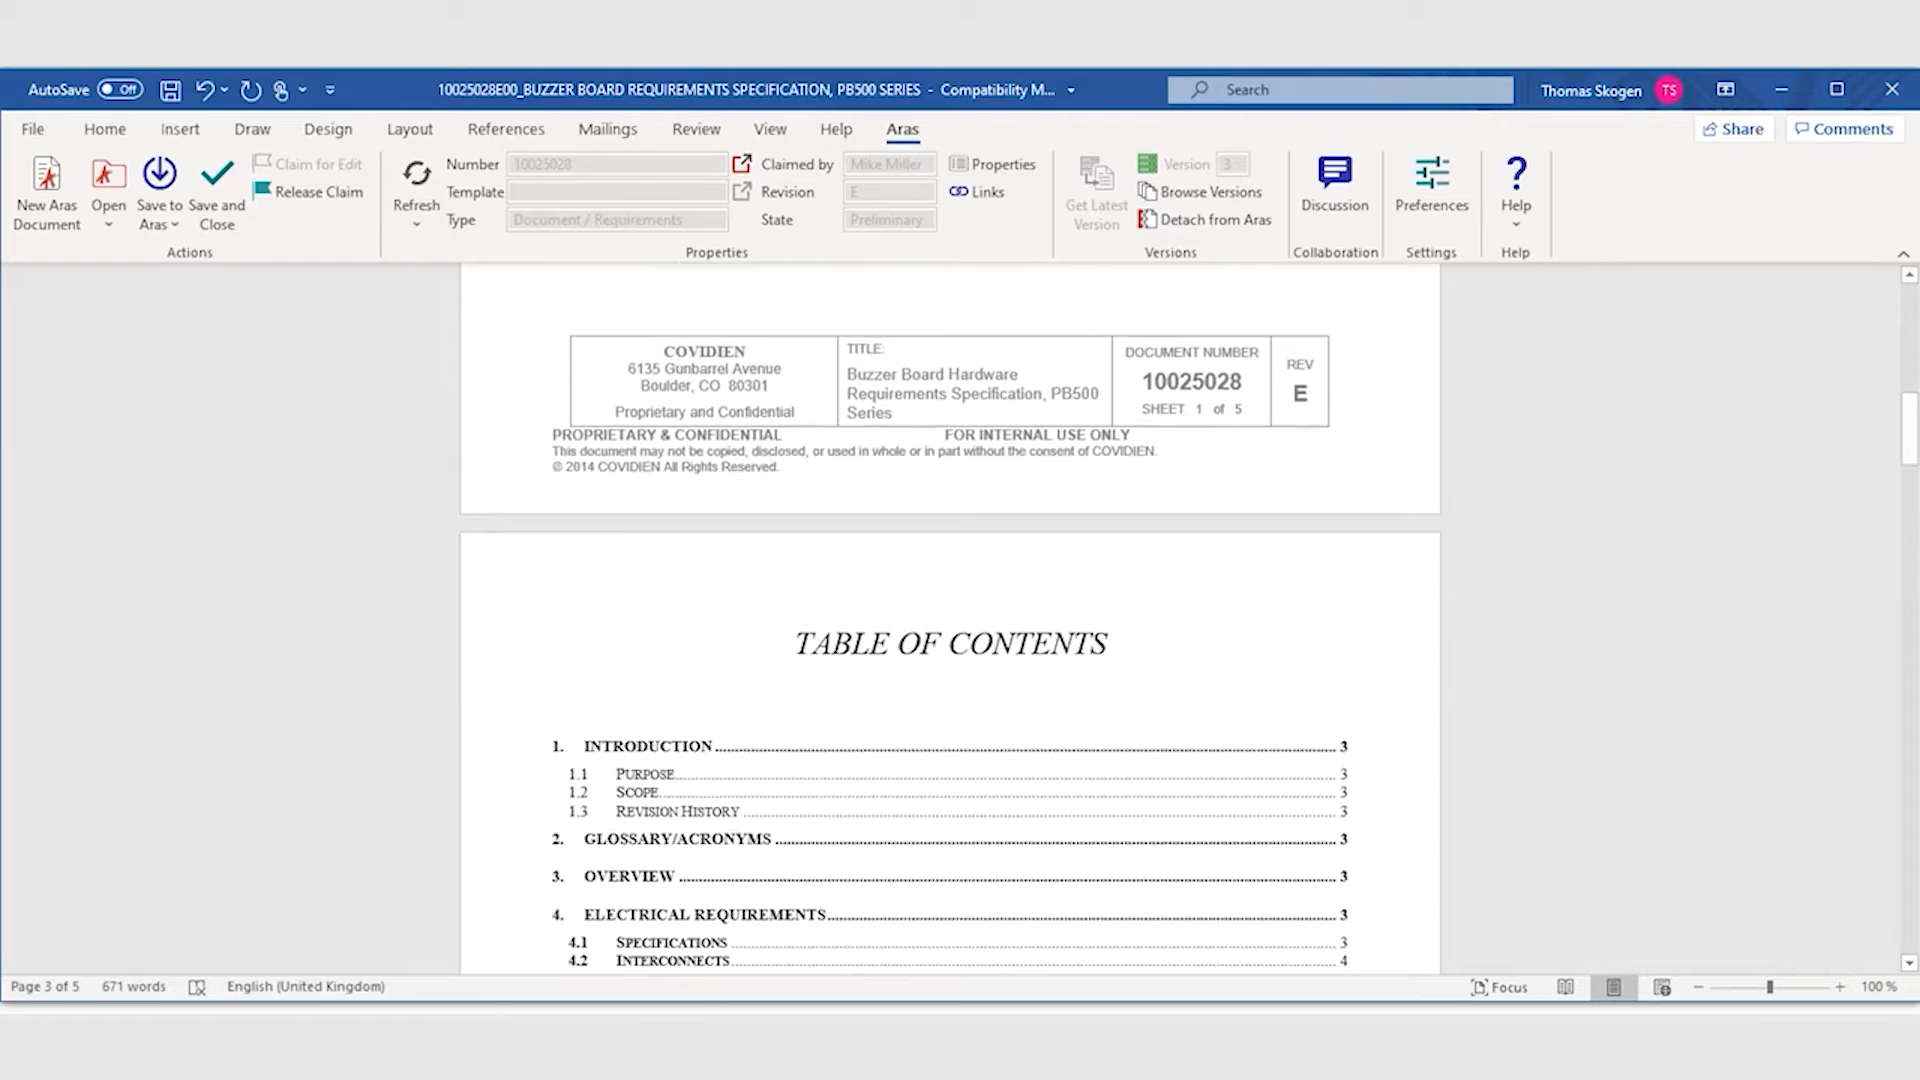 AutoSave Off 10025028E00_BUZZER BOARD REQUIREMENTS SPECIFICATION, PB500 SERIES - Compatibility M... Search Thomas Skogen TS
File Home Insert Draw Design Layout References Mailings Review View Help Aras Share Comments
New Aras Document
Open
Save to Aras
Save and Close
Claim for Edit
Release Claim
Actions
Refresh
Number 10025028
Template
Type Document / Requirements
Claimed by Mike Miller
Revision E
State Preliminary
Properties
Links
Properties
Get Latest Version
Version 3
Browse Versions
Detach from Aras
Versions
Discussion
Collaboration
Preferences
Settings
Help
Help
COVIDIEN
6135 Gunbarrel Avenue
Boulder, CO 80301
Proprietary and Confidential
TITLE:
Buzzer Board Hardware
Requirements Specification, PB500
Series
DOCUMENT NUMBER
10025028
SHEET 1 of 5
REV
E
PROPRIETARY & CONFIDENTIAL FOR INTERNAL USE ONLY
This document may not be copied, disclosed, or used in whole or in part without the consent of COVIDIEN.
© 2014 COVIDIEN All Rights Reserved.
TABLE OF CONTENTS
1. INTRODUCTION 3
1.1 PURPOSE 3
1.2 SCOPE 3
1.3 REVISION HISTORY 3
2. GLOSSARY/ACRONYMS 3
3. OVERVIEW 3
4. ELECTRICAL REQUIREMENTS 3
4.1 SPECIFICATIONS 3
4.2 INTERCONNECTS 4
Page 3 of 5 671 words English (United Kingdom) Focus 100 %